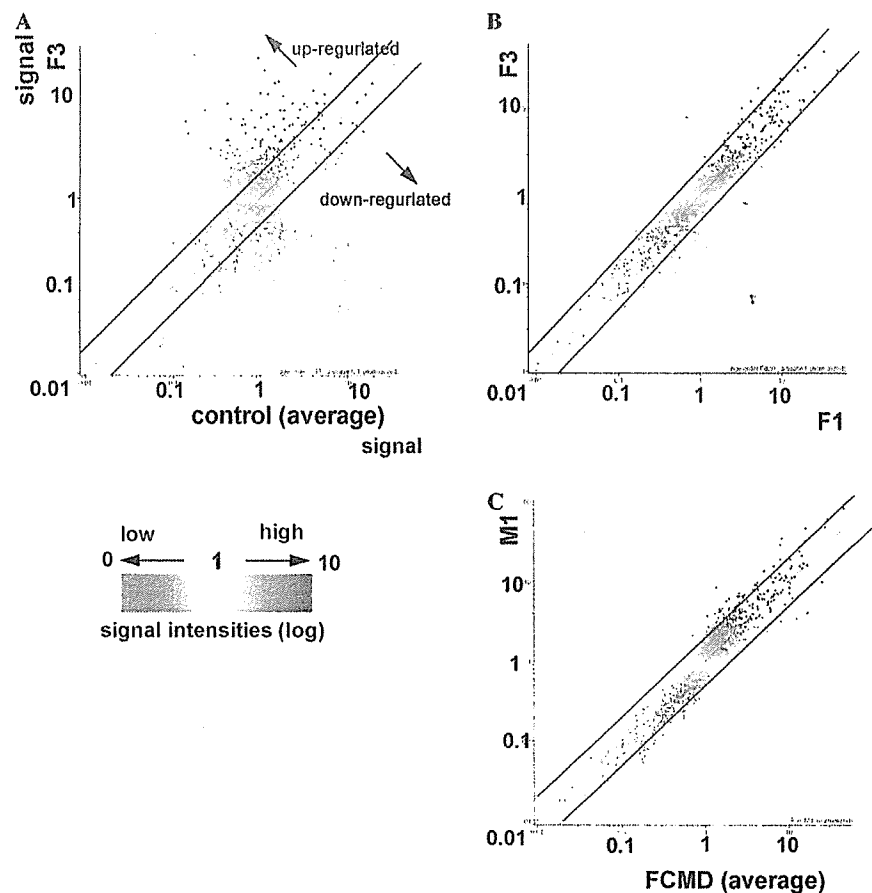 A
signal
F3
up-regurlated
10
1
down-regurlated
0.1
0.01
0.1
1
10
control (average)
signal
B
F3
10
1
0.1
0.01
0.1
1
10
F1
low
high
0
1
10
signal intensities (log)
C
M1
10
1
0.1
0.01
0.1
1
10
FCMD (average)